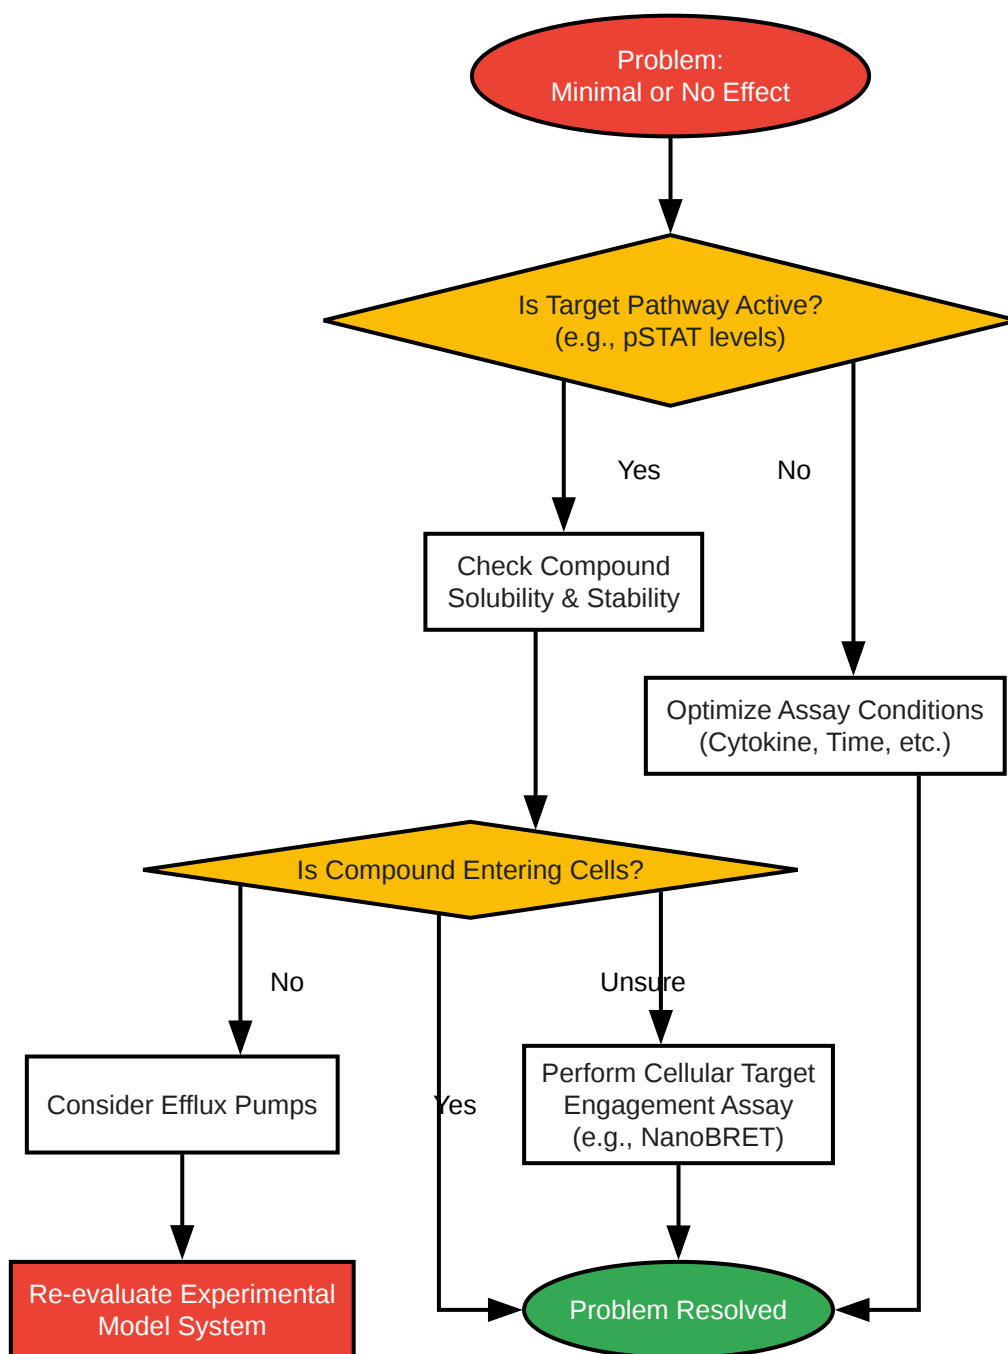 Problem:
Minimal or No Effect
Is Target Pathway Active?
(e.g., pSTAT levels)
Yes
No
Check Compound
Solubility & Stability
Optimize Assay Conditions
(Cytokine, Time, etc.)
Is Compound Entering Cells?
No
Unsure
Yes
Consider Efflux Pumps
Perform Cellular Target
Engagement Assay
(e.g., NanoBRET)
Re-evaluate Experimental
Model System
Problem Resolved